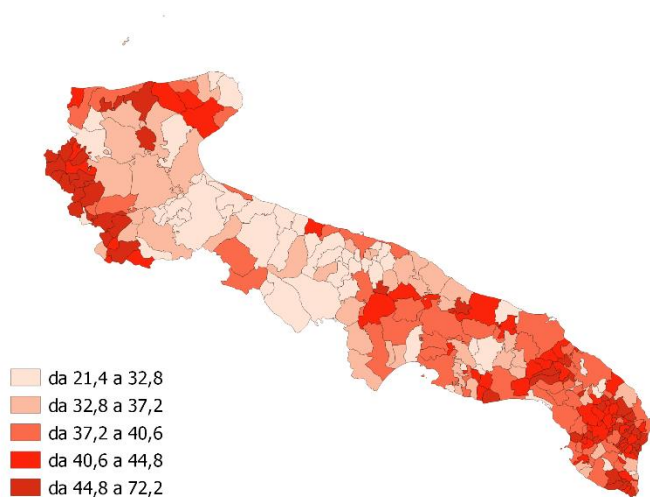 da 21,4 a 32,8
da 32,8 a 37,2
da 37,2 a 40,6
da 40,6 a 44,8
da 44,8 a 72,2